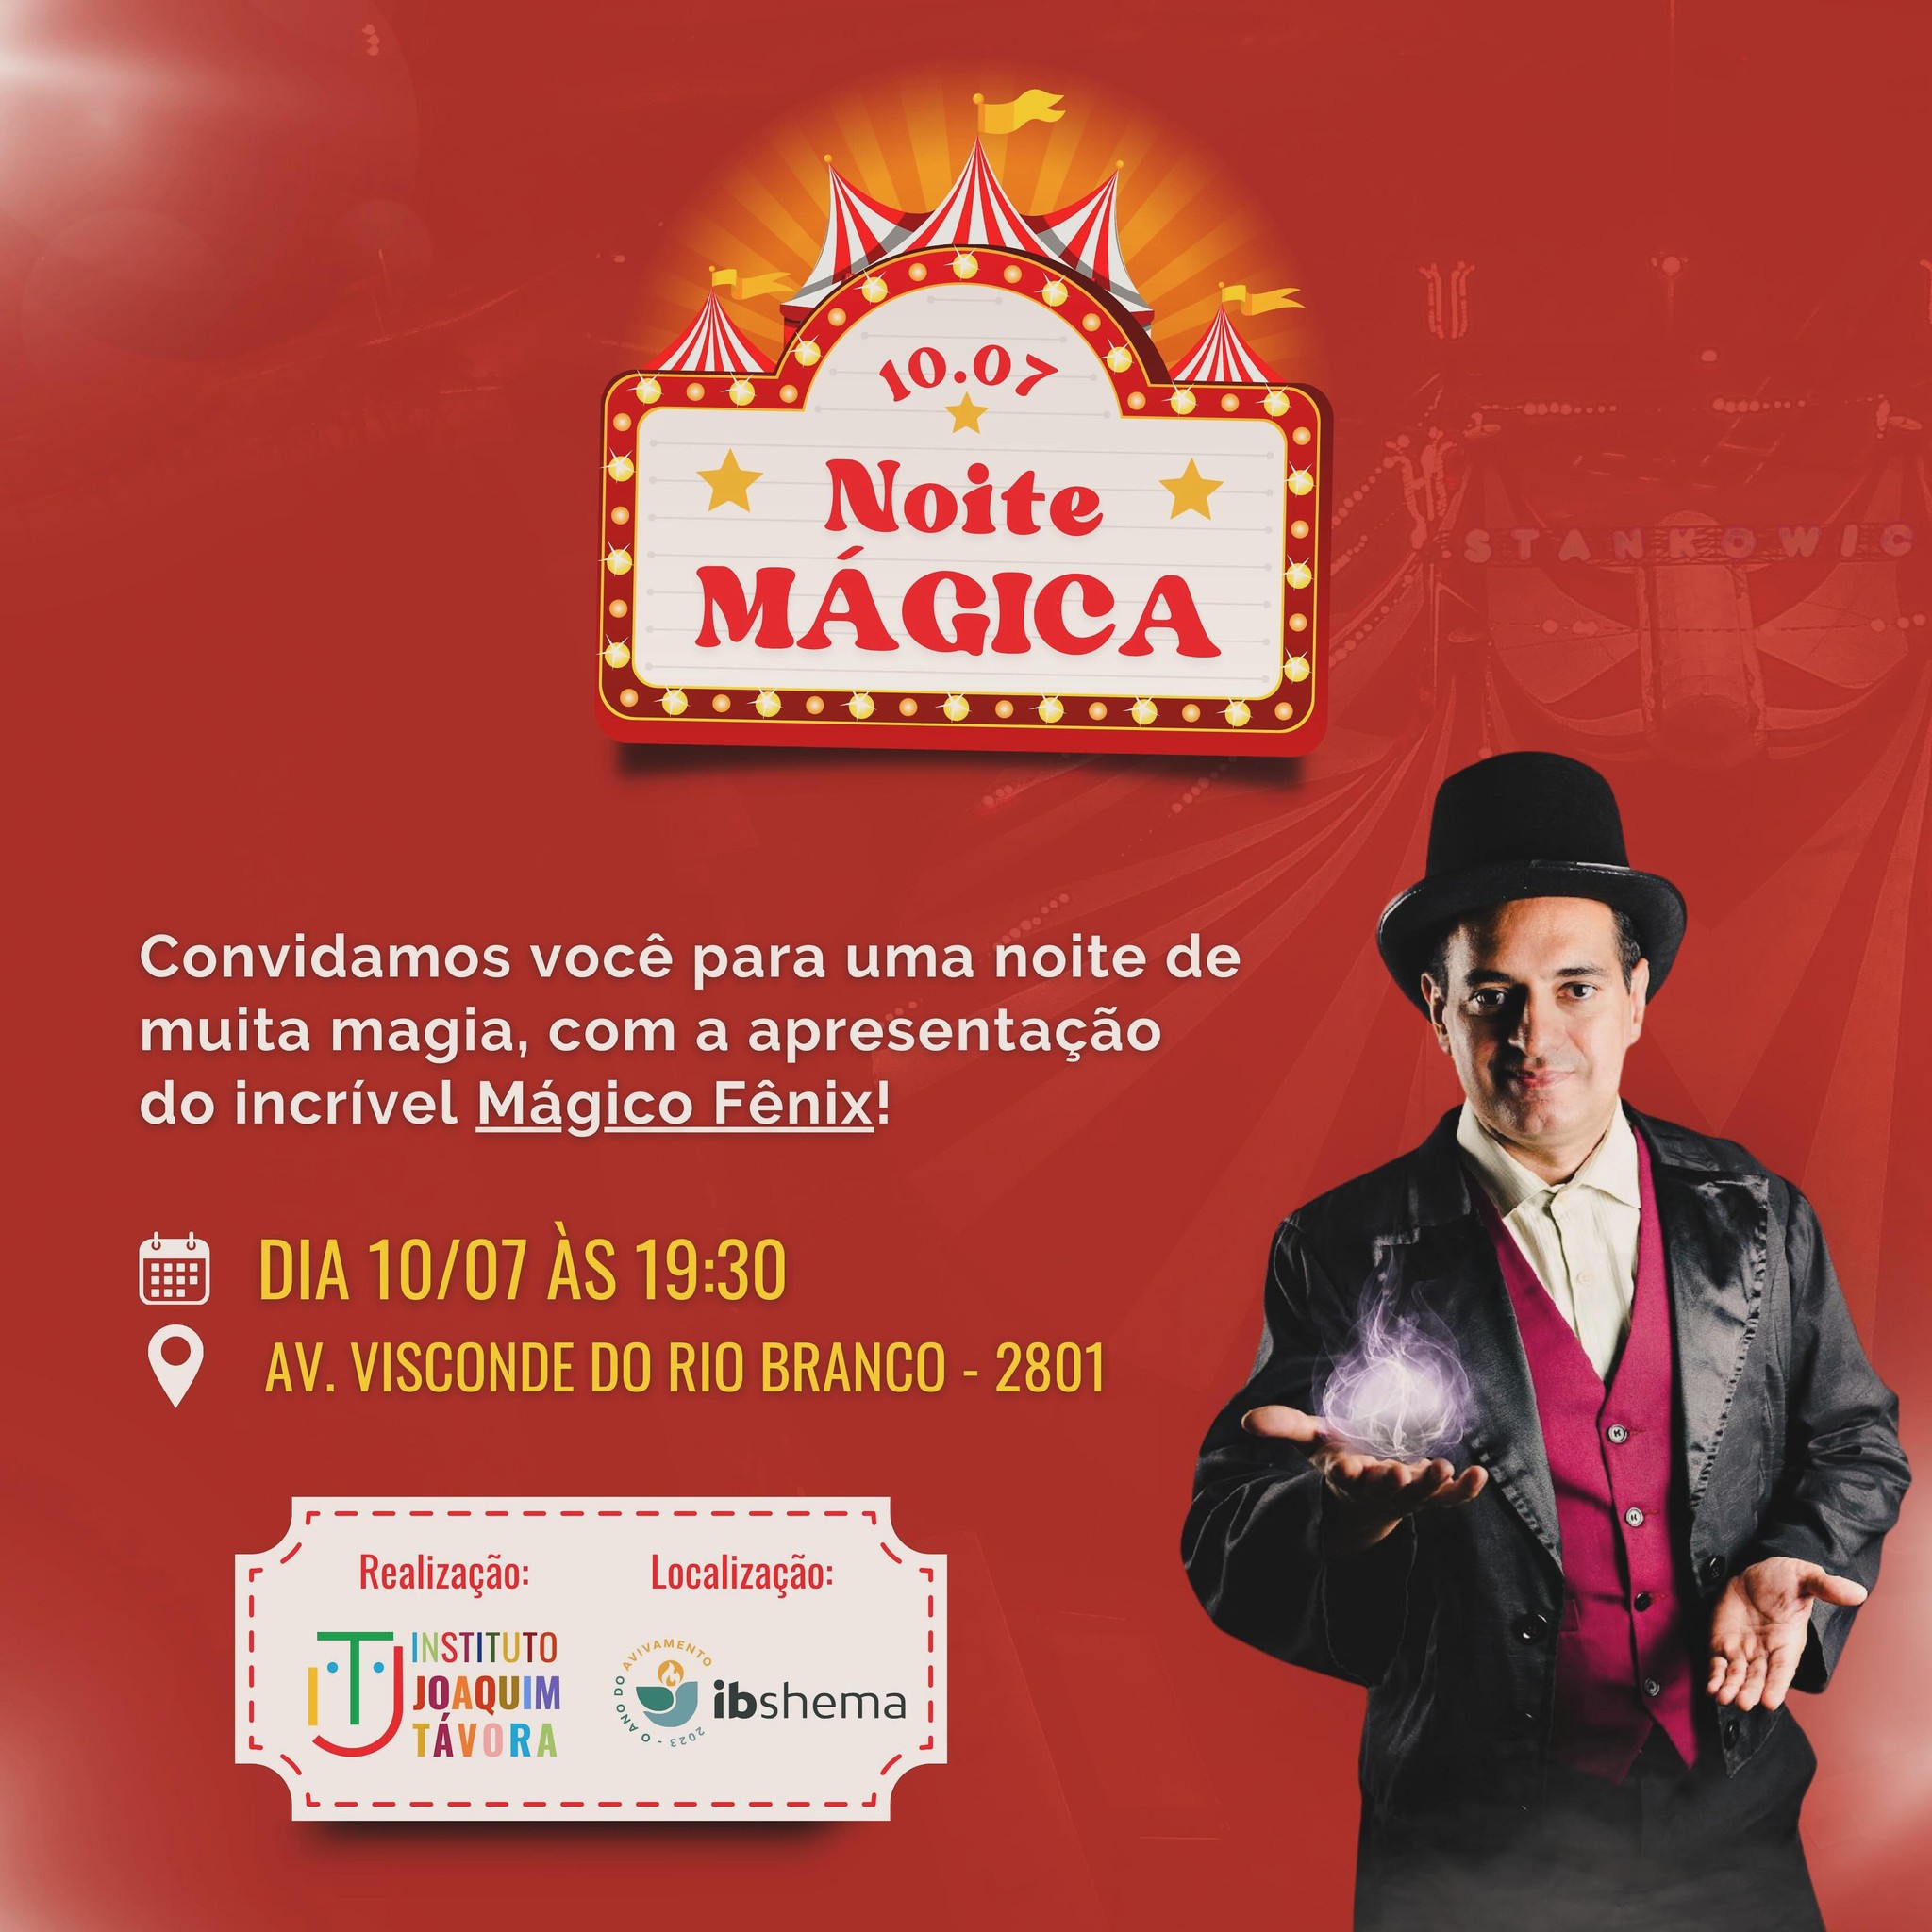 10.07
Noite
MÁGICA
STANKOWIC
Convidamos você para uma noite de
muita magia, com a apresentação
do incrível Mágico Fênix!
DIA 10/07 ÀS 19:30
AV. VISCONDE DO RIO BRANCO - 2801
Realização:
Localização:
INSTITUTO
JOAQUIM
TÁVORA
O ANO DO AVIVAMENTO - 2023
ibshema